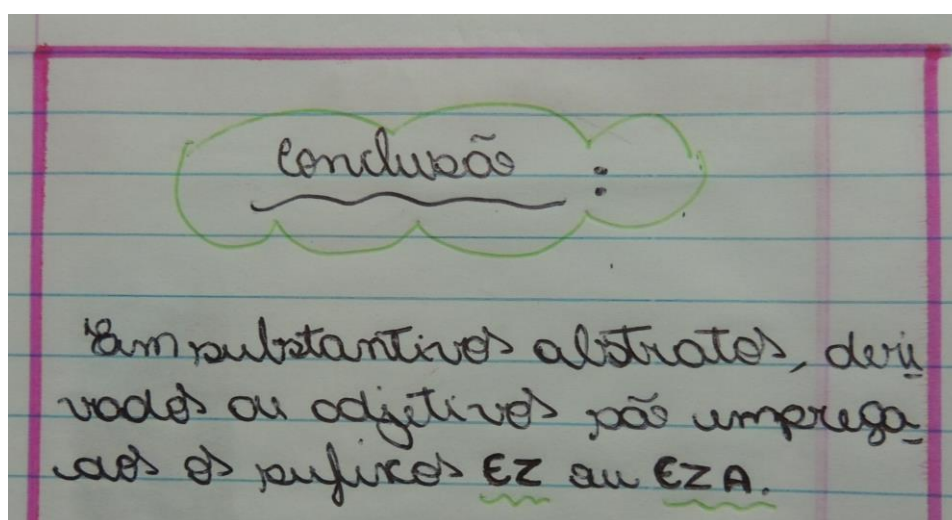 Conclusão :
Em substantivos abstratos, deri
vados ou adjetivos são emprega
dos os sufixos EZ ou EZA.